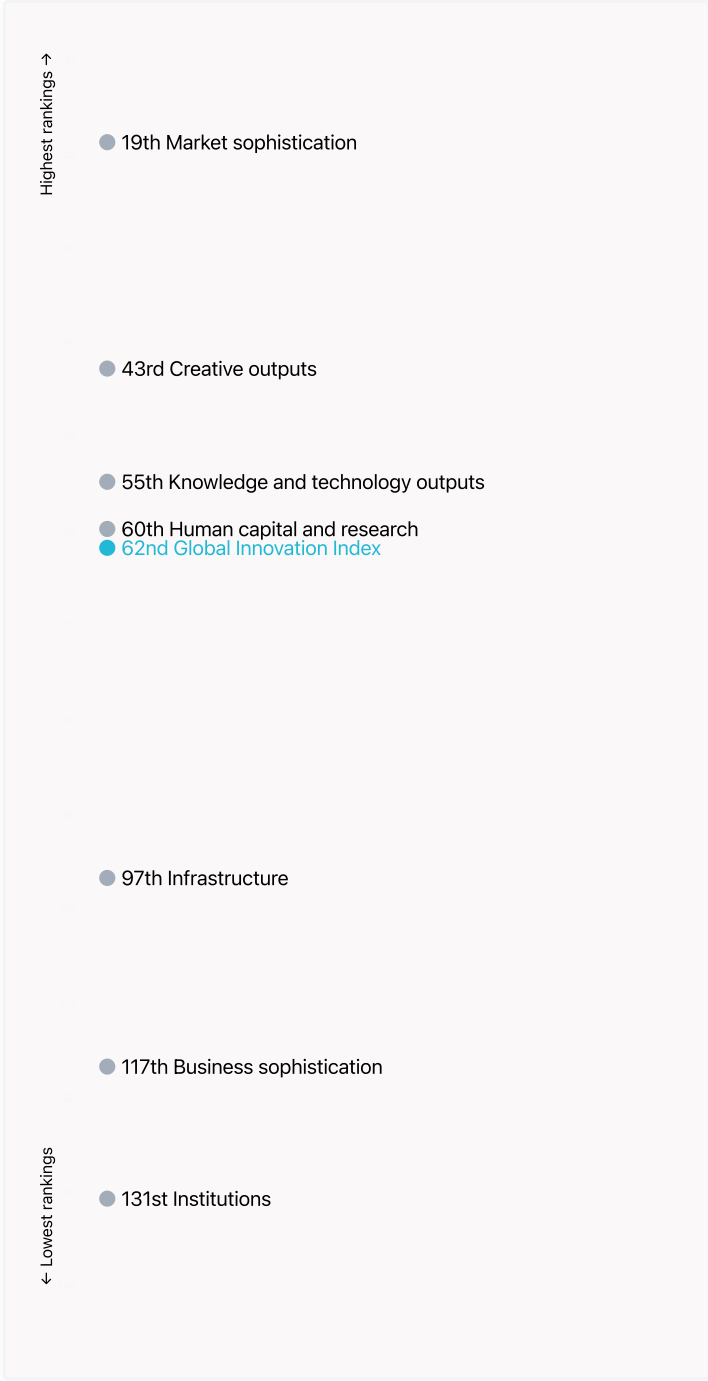 Highest rankings →
19th Market sophistication
43rd Creative outputs
55th Knowledge and technology outputs
60th Human capital and research
62nd Global Innovation Index
97th Infrastructure
117th Business sophistication
← Lowest rankings
131st Institutions